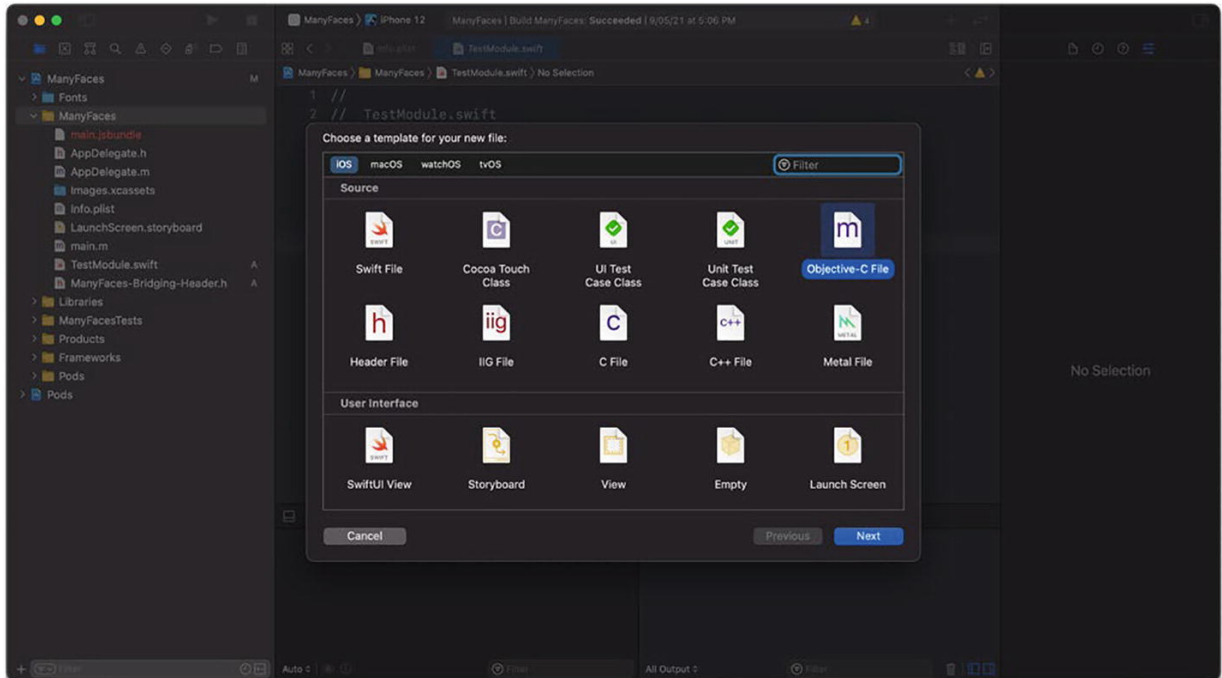 ManyFaces 〉 iPhone 12
ManyFaces | Build ManyFaces: Succeeded | 9/05/21 at 5:06 PM
4
Info.plist
TestModule.swift
ManyFaces 〉 ManyFaces 〉 TestModule.swift 〉 No Selection
ManyFaces M
Fonts
ManyFaces
main.jsbundle
AppDelegate.h
AppDelegate.m
Images.xcassets
Info.plist
LaunchScreen.storyboard
main.m
TestModule.swift A
ManyFaces-Bridging-Header.h A
Libraries
ManyFacesTests
Products
Frameworks
Pods
Pods
1 //
2 // TestModule.swift
Choose a template for your new file:
iOS macOS watchOS tvOS
Filter
Source
Swift File
Cocoa Touch Class
UI Test Case Class
Unit Test Case Class
Objective-C File
Header File
IIG File
C File
C++ File
Metal File
User Interface
SwiftUI View
Storyboard
View
Empty
Launch Screen
Cancel
Previous
Next
No Selection
Filter
Auto
Filter
All Output
Filter